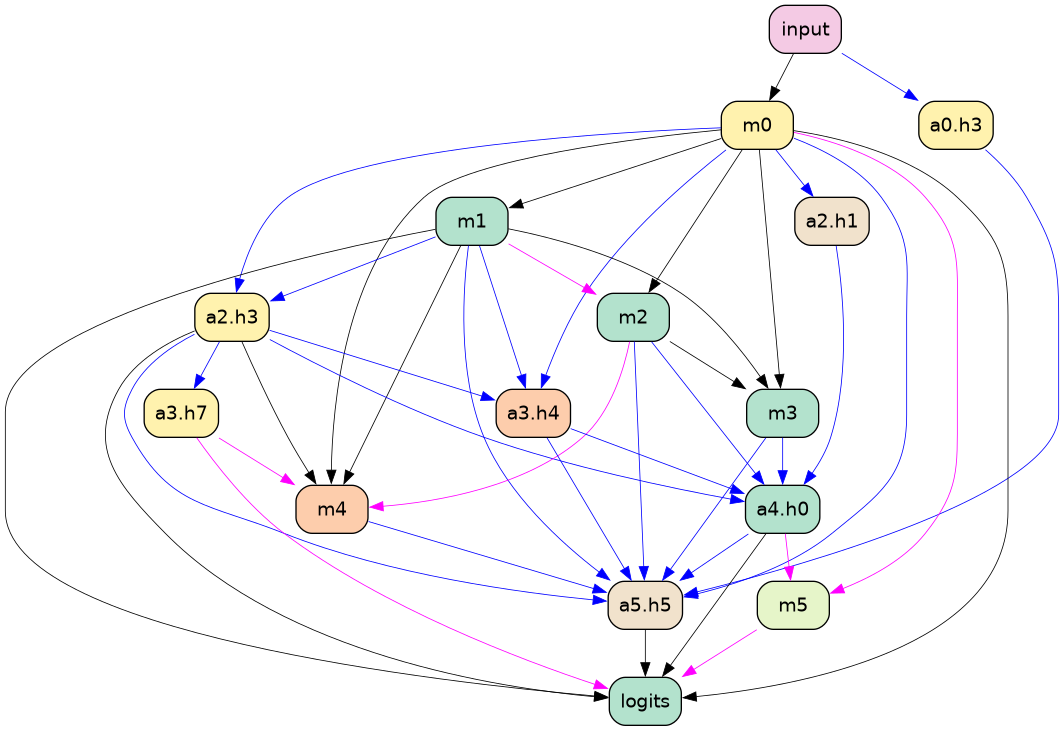 input
m0
a0.h3
m1
a2.h1
a2.h3
m2
a3.h7
a3.h4
m3
m4
a4.h0
a5.h5
m5
logits